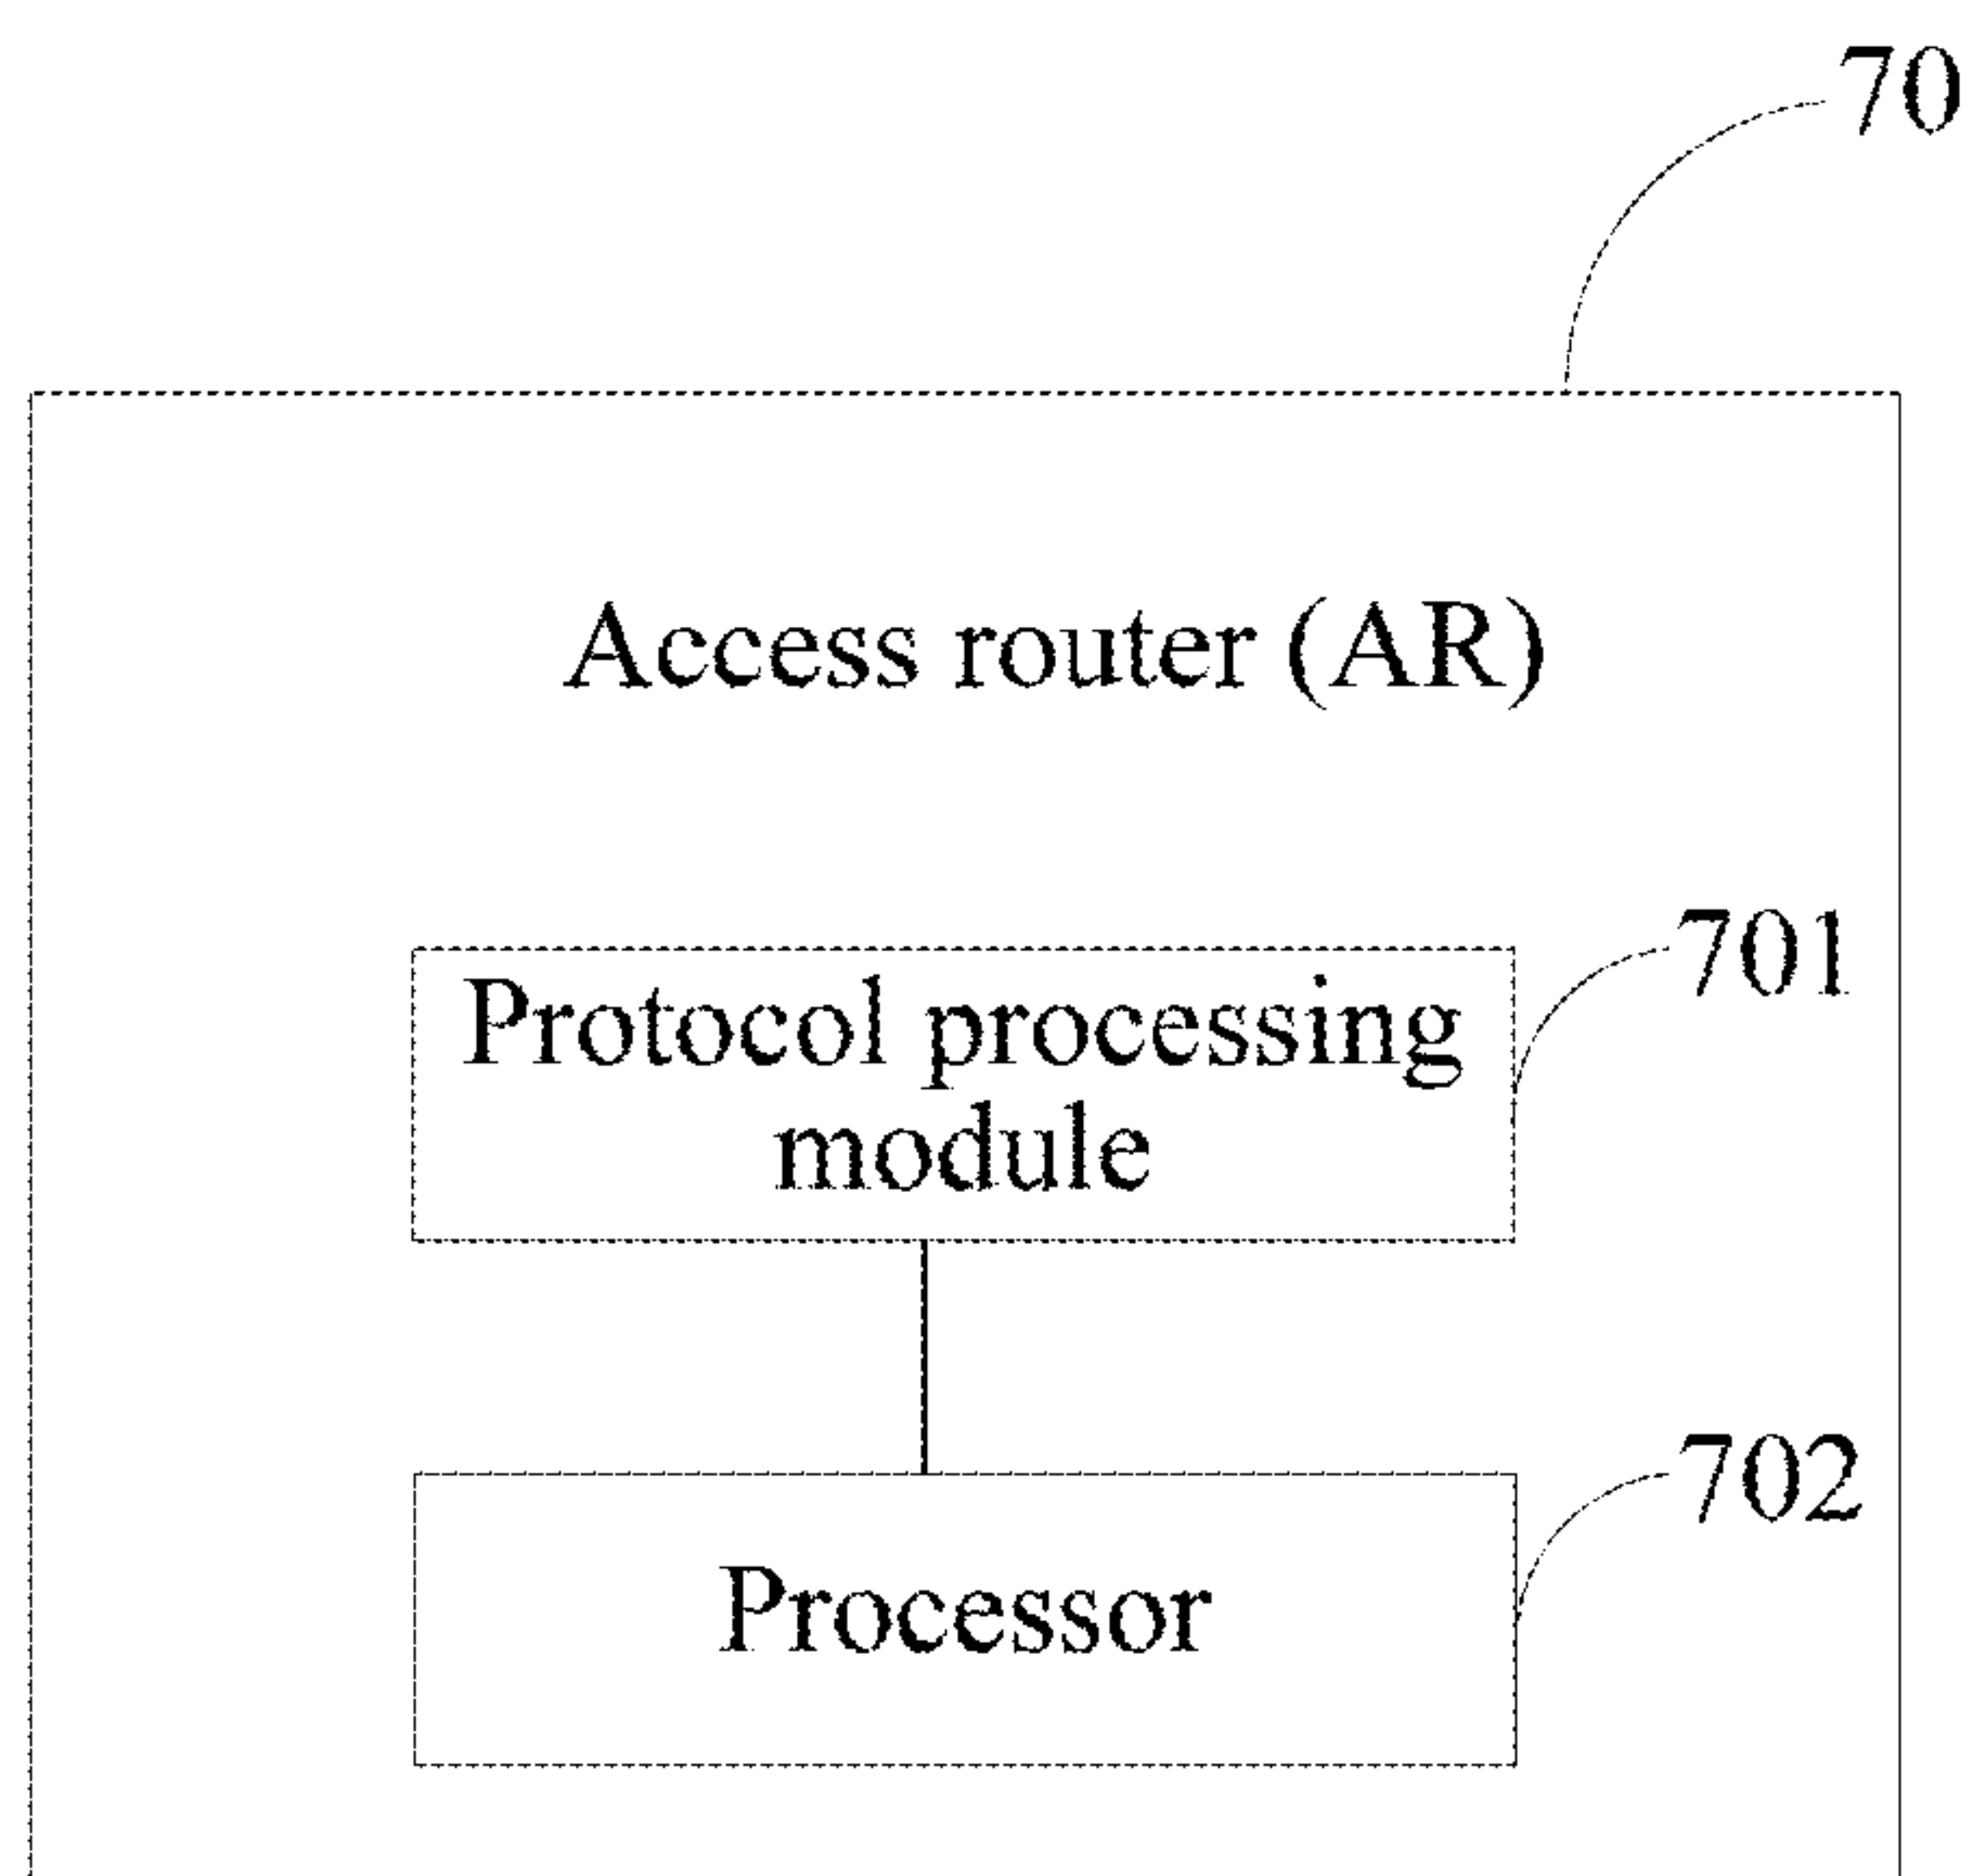 70
Access router (AR)
701
Protocol processing
module
702
Processor